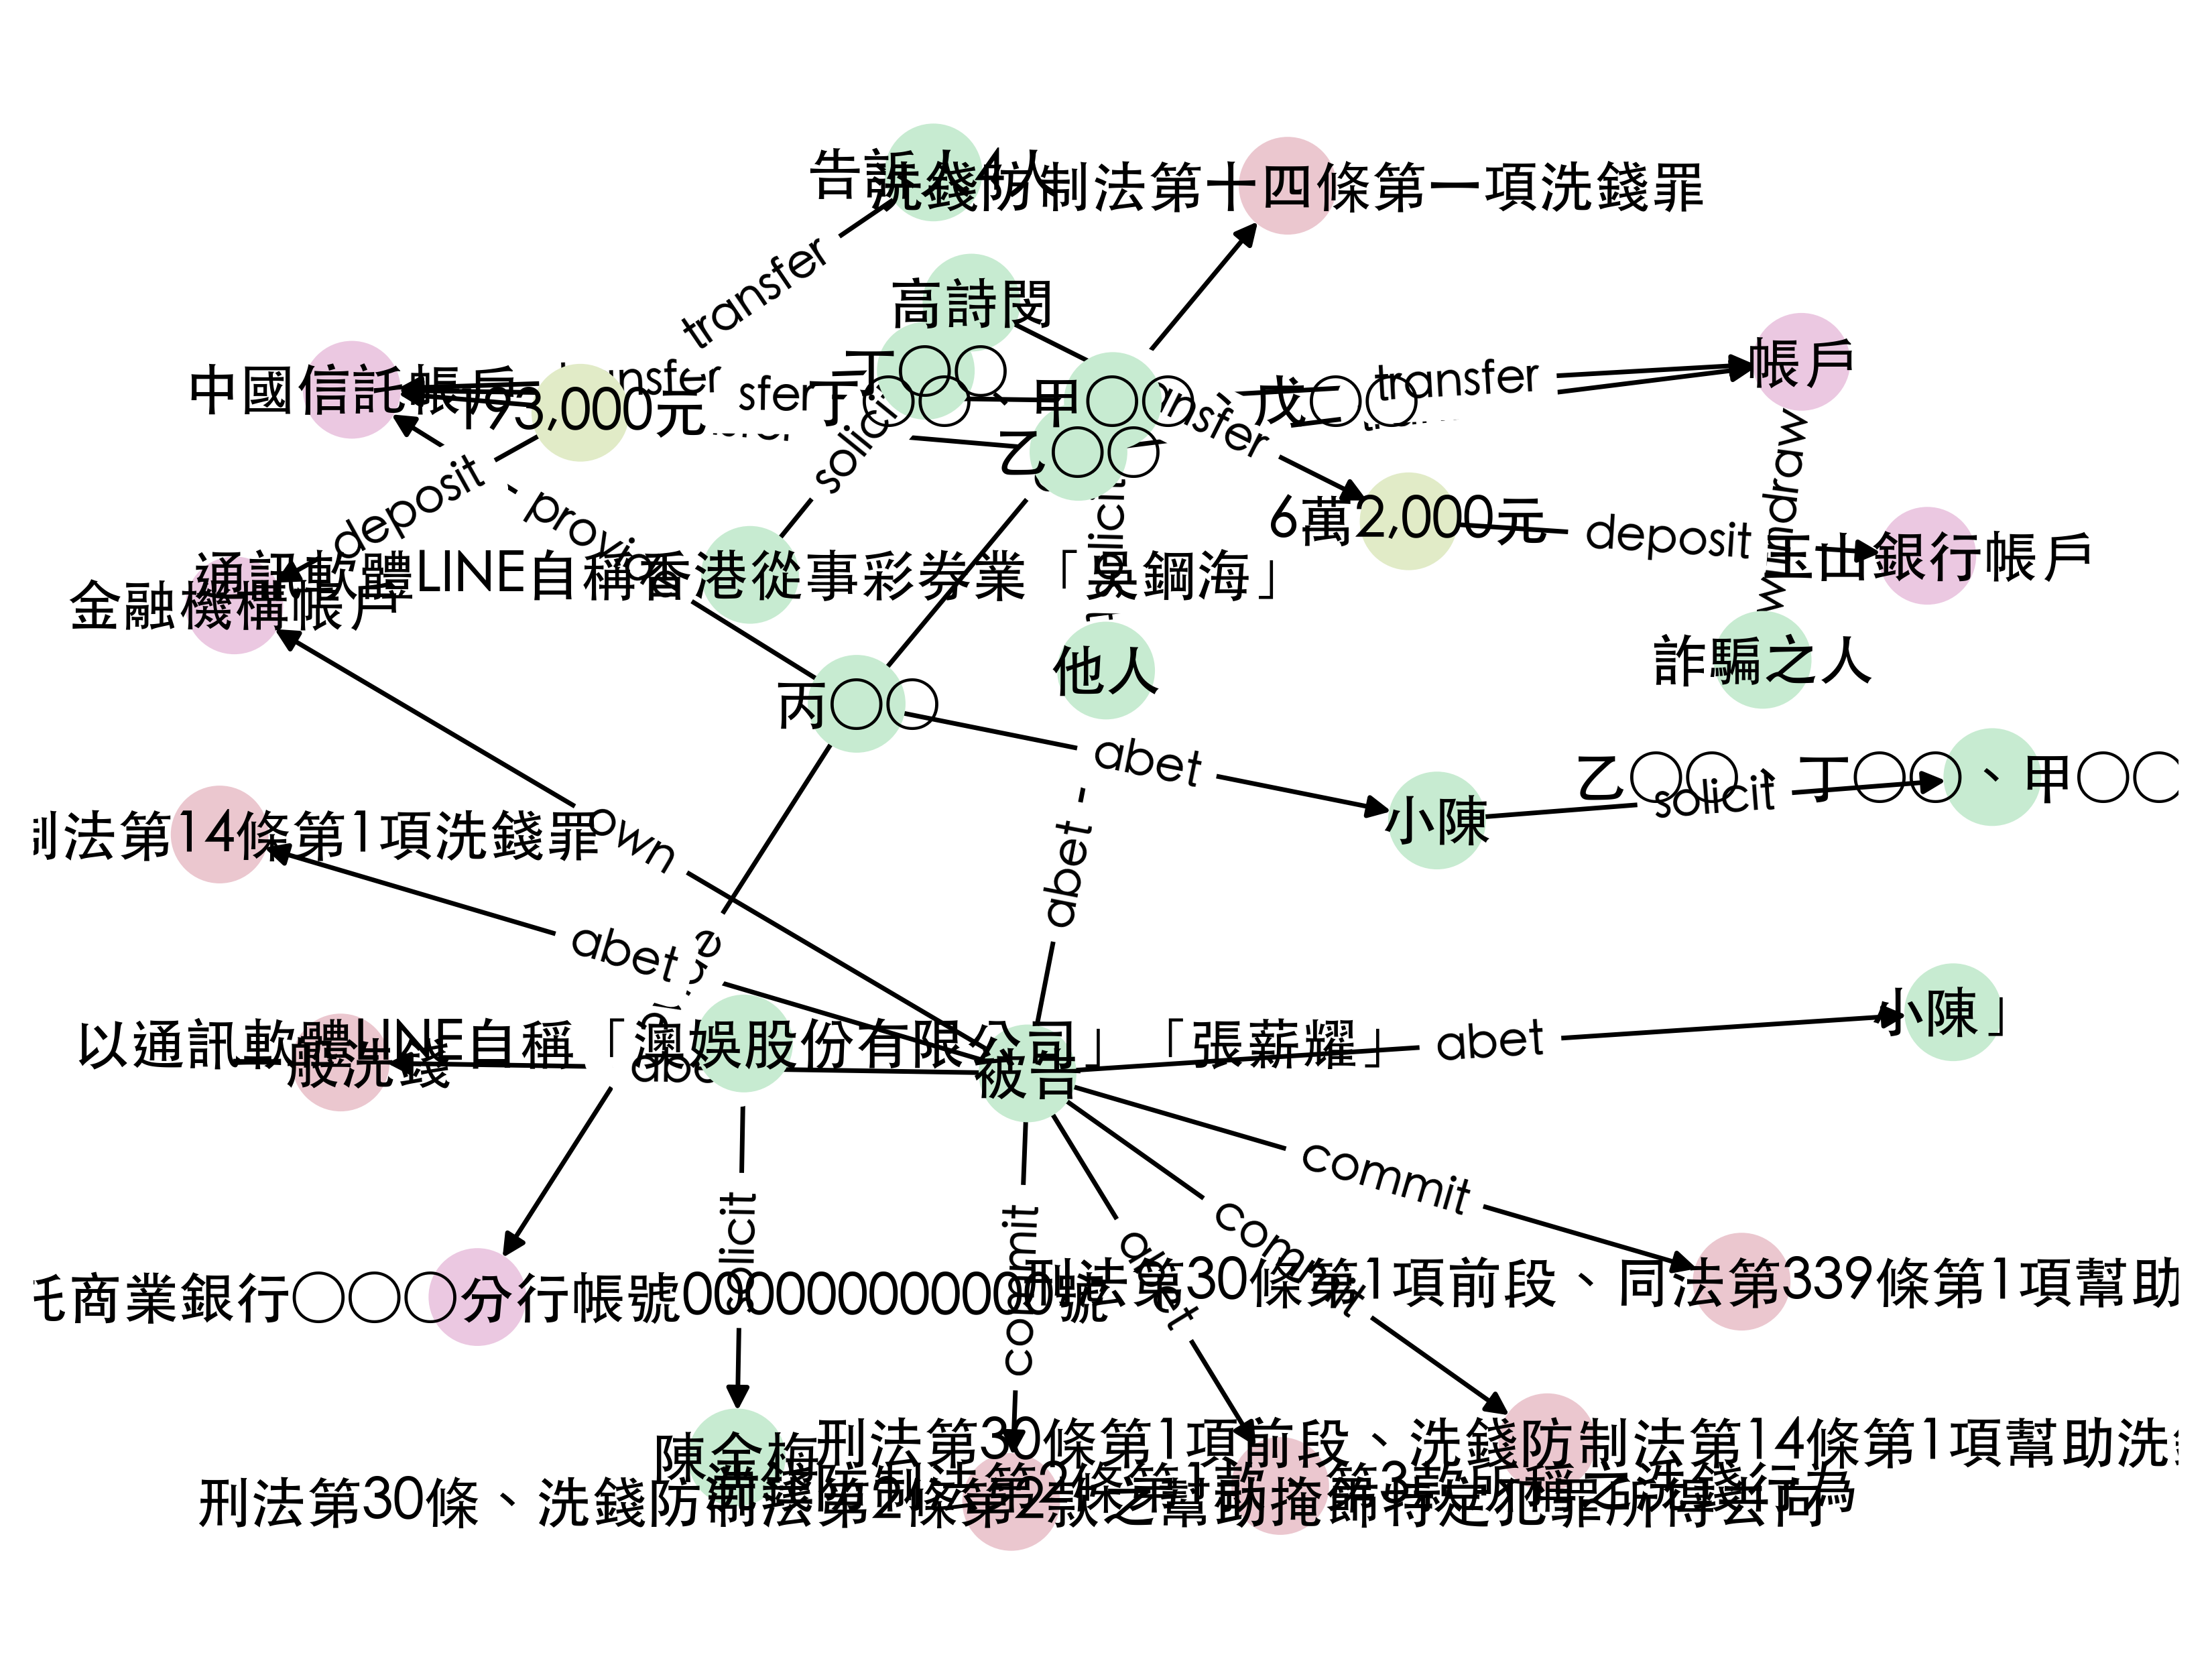 告訴人4人
洗錢防制法第十四條第一項洗錢罪
transfer
高詩閔
丁○○
中國信託帳戶
transfer
193,000元
丁○○、甲○○、戊○○
transfer
帳戶
乙○○
solicit
withdraw
deposit
6萬2,000元
deposit
玉山銀行帳戶
通訊軟體LINE自稱香港從事彩券業「吳鋼海」
金融機構帳戶
solicit
他人
詐騙之人
丙○○
abet
乙○○、丁○○、甲○○
solicit
小陳
制法第14條第1項洗錢罪
own
abet
abet
小陳」
以通訊軟體LINE自稱「澳娛股份有限公司」「張薪耀」
一般洗錢
abet
被告
abet
commit
solicit
commit
abet
commit
託商業銀行○○○分行帳號000000000000號
刑法第30條第1項前段、同法第339條第1項幫助
陳金梅
刑法第30條第1項前段、洗錢防制法第14條第1項幫助洗
洗錢防制法第2條第1款、第3款所稱之洗錢行為
刑法第30條、洗錢防制法第2條第2款之幫助掩飾特定犯罪所得去向